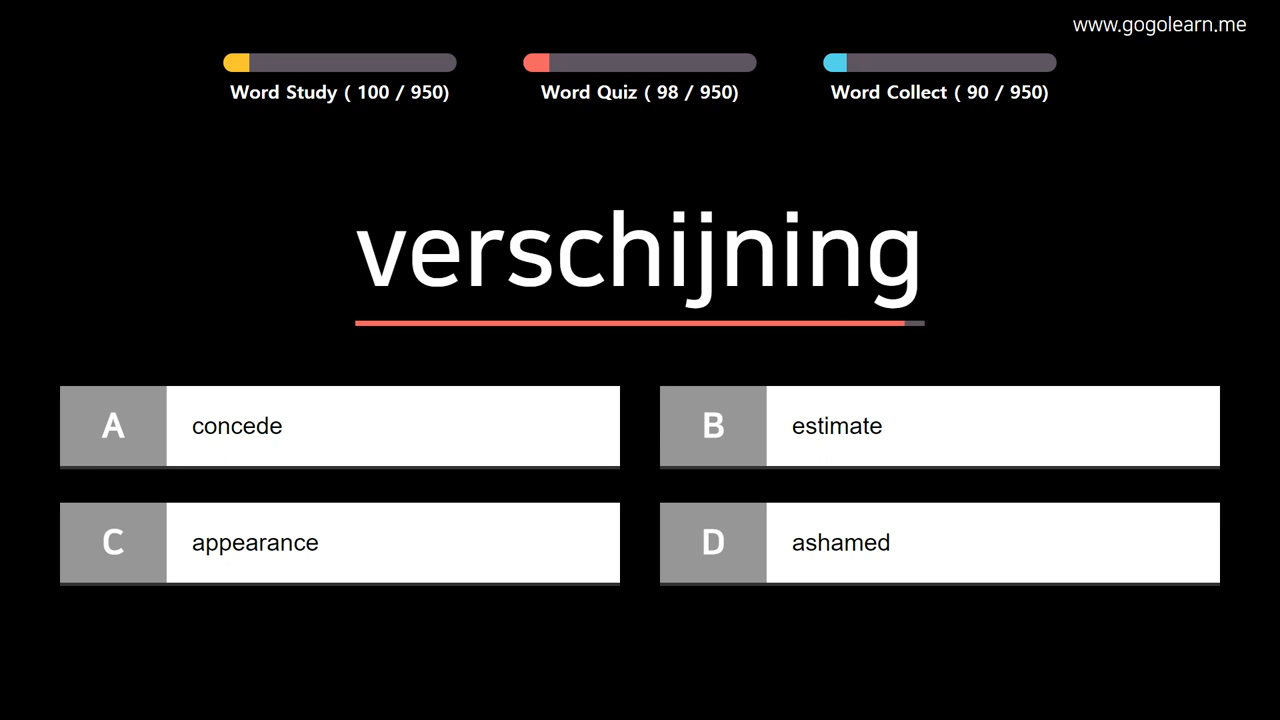 www.gogolearn.me
Word Study ( 100 / 950)
Word Quiz ( 98 / 950)
Word Collect ( 90 / 950)
verschijning
A concede
B estimate
C appearance
D ashamed